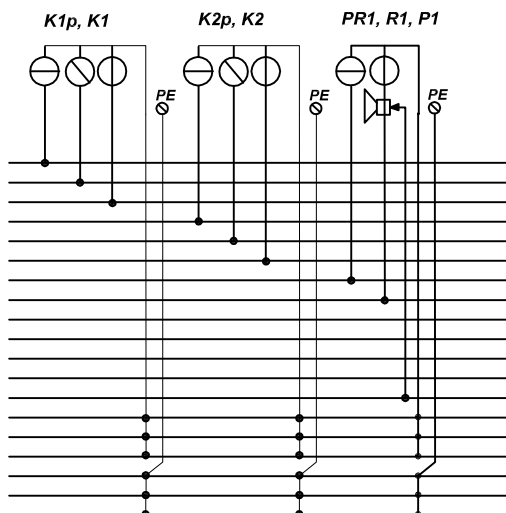 K1p, K1 K2p, K2 PR1, R1, P1
PE PE PE